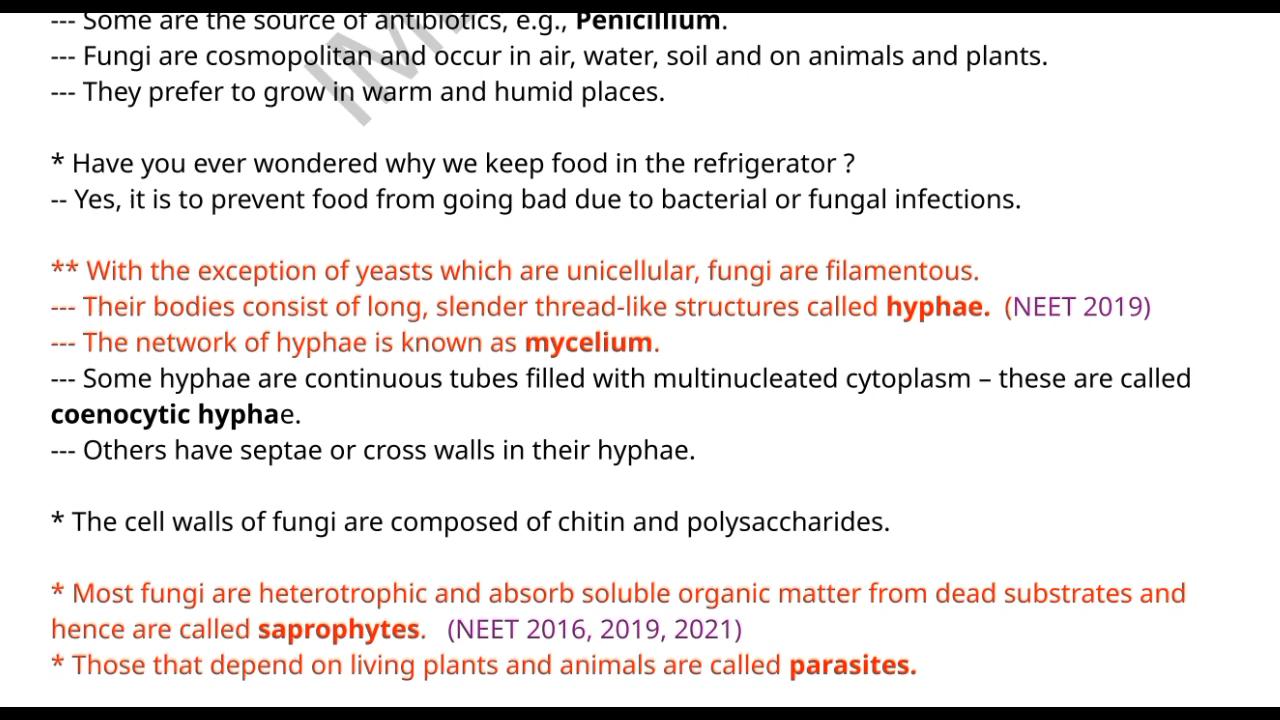 --- Some are the source of antibiotics, e.g., Penicillium.
--- Fungi are cosmopolitan and occur in air, water, soil and on animals and plants.
--- They prefer to grow in warm and humid places.
* Have you ever wondered why we keep food in the refrigerator ?
-- Yes, it is to prevent food from going bad due to bacterial or fungal infections.
** With the exception of yeasts which are unicellular, fungi are filamentous.
--- Their bodies consist of long, slender thread-like structures called hyphae. (NEET 2019)
--- The network of hyphae is known as mycelium.
--- Some hyphae are continuous tubes filled with multinucleated cytoplasm – these are called
coenocytic hyphae.
--- Others have septae or cross walls in their hyphae.
* The cell walls of fungi are composed of chitin and polysaccharides.
* Most fungi are heterotrophic and absorb soluble organic matter from dead substrates and
hence are called saprophytes. (NEET 2016, 2019, 2021)
* Those that depend on living plants and animals are called parasites.